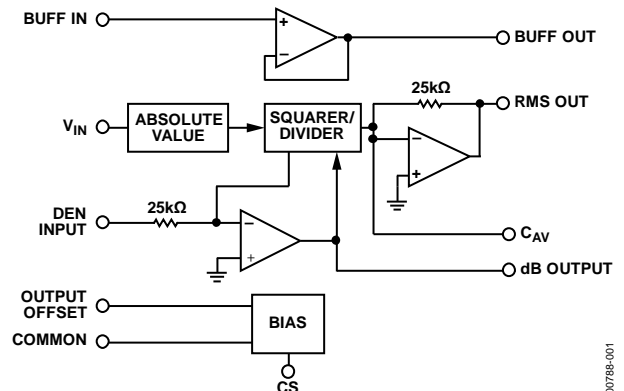 BUFF IN
+
−
BUFF OUT
25kΩ
RMS OUT
V_IN
ABSOLUTE
VALUE
SQUARER/
DIVIDER
−
+
DEN
INPUT
25kΩ
−
+
C_AV
dB OUTPUT
OUTPUT
OFFSET
BIAS
COMMON
CS
00788-001